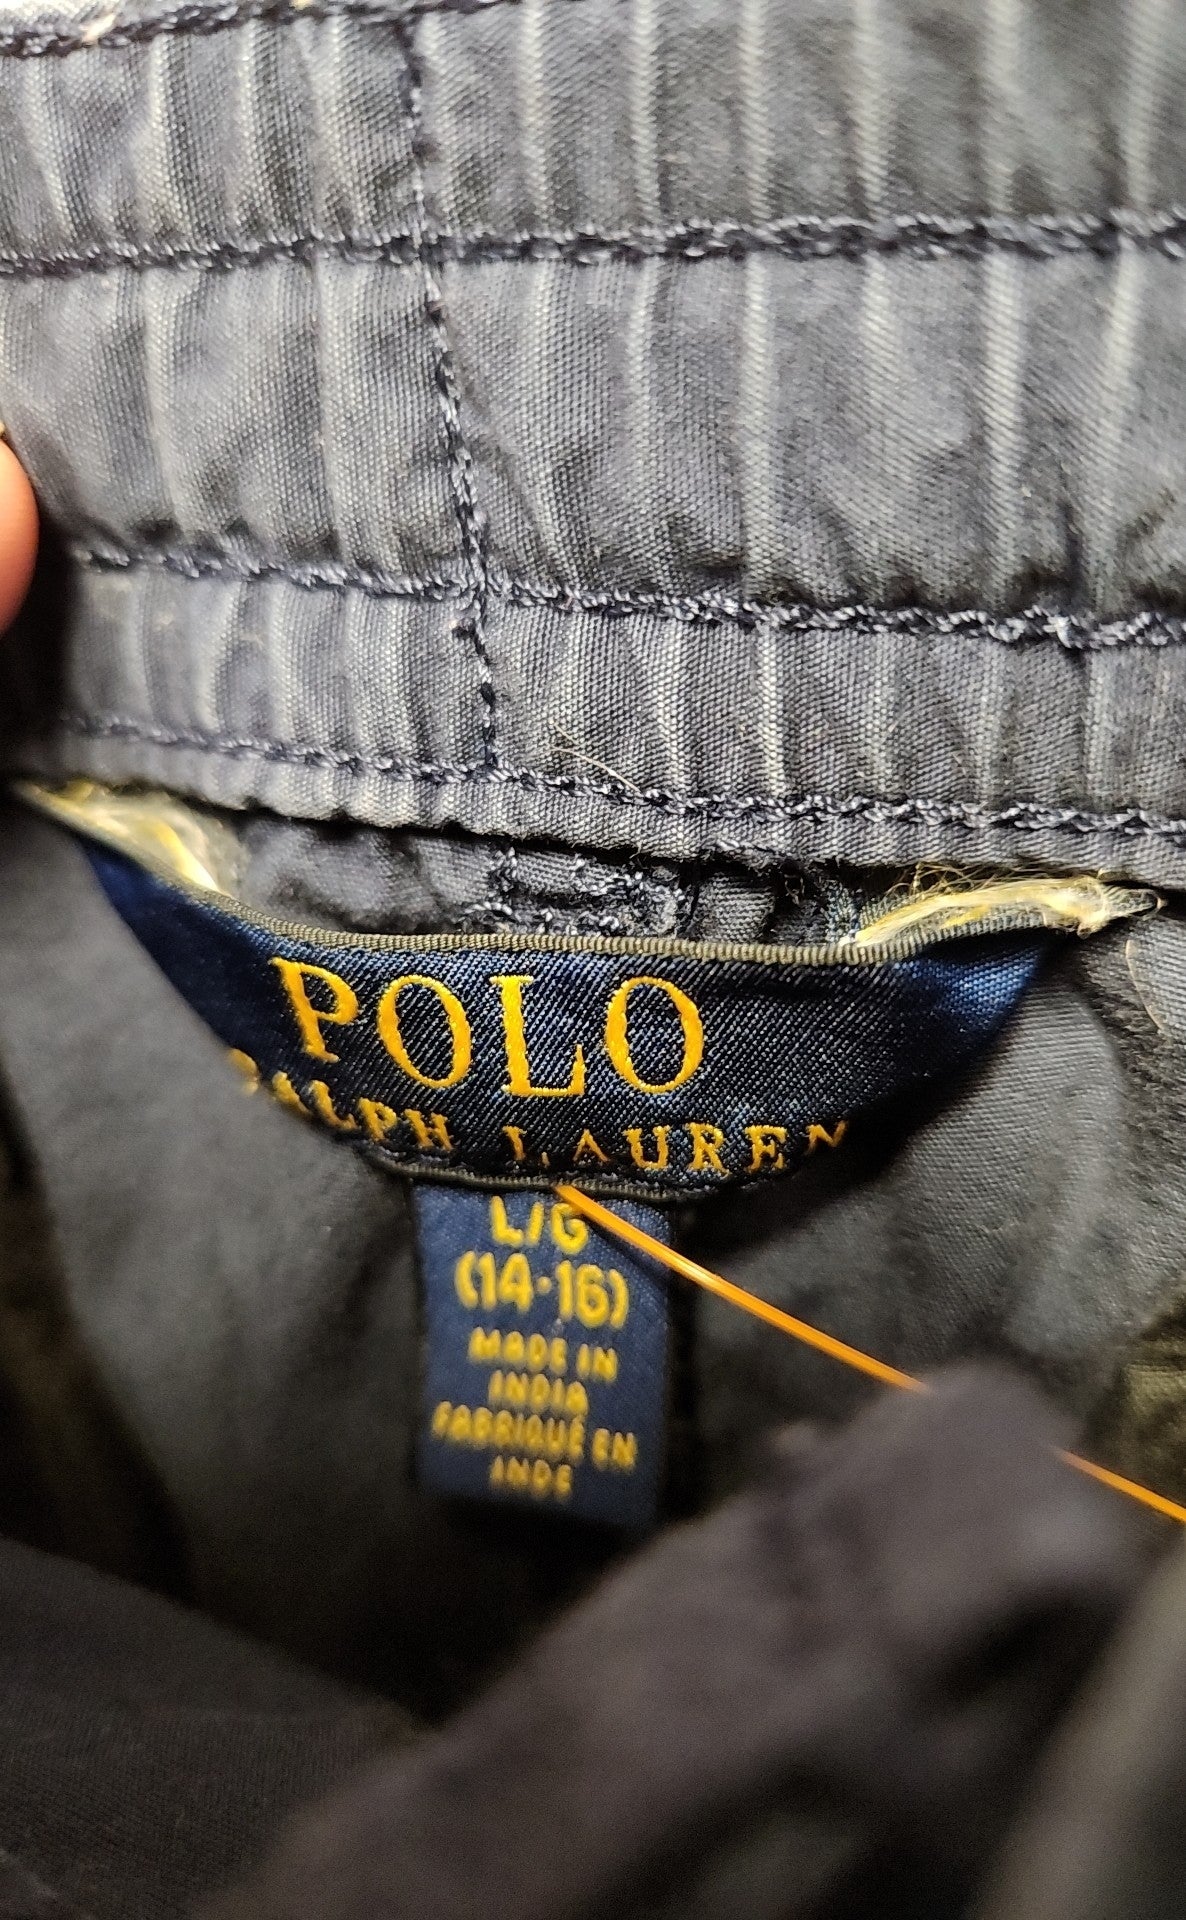 POLO
RALPH LAUREN
L/G
(14-16)
MADE IN
INDIA
FABRIQUÉ EN
INDE